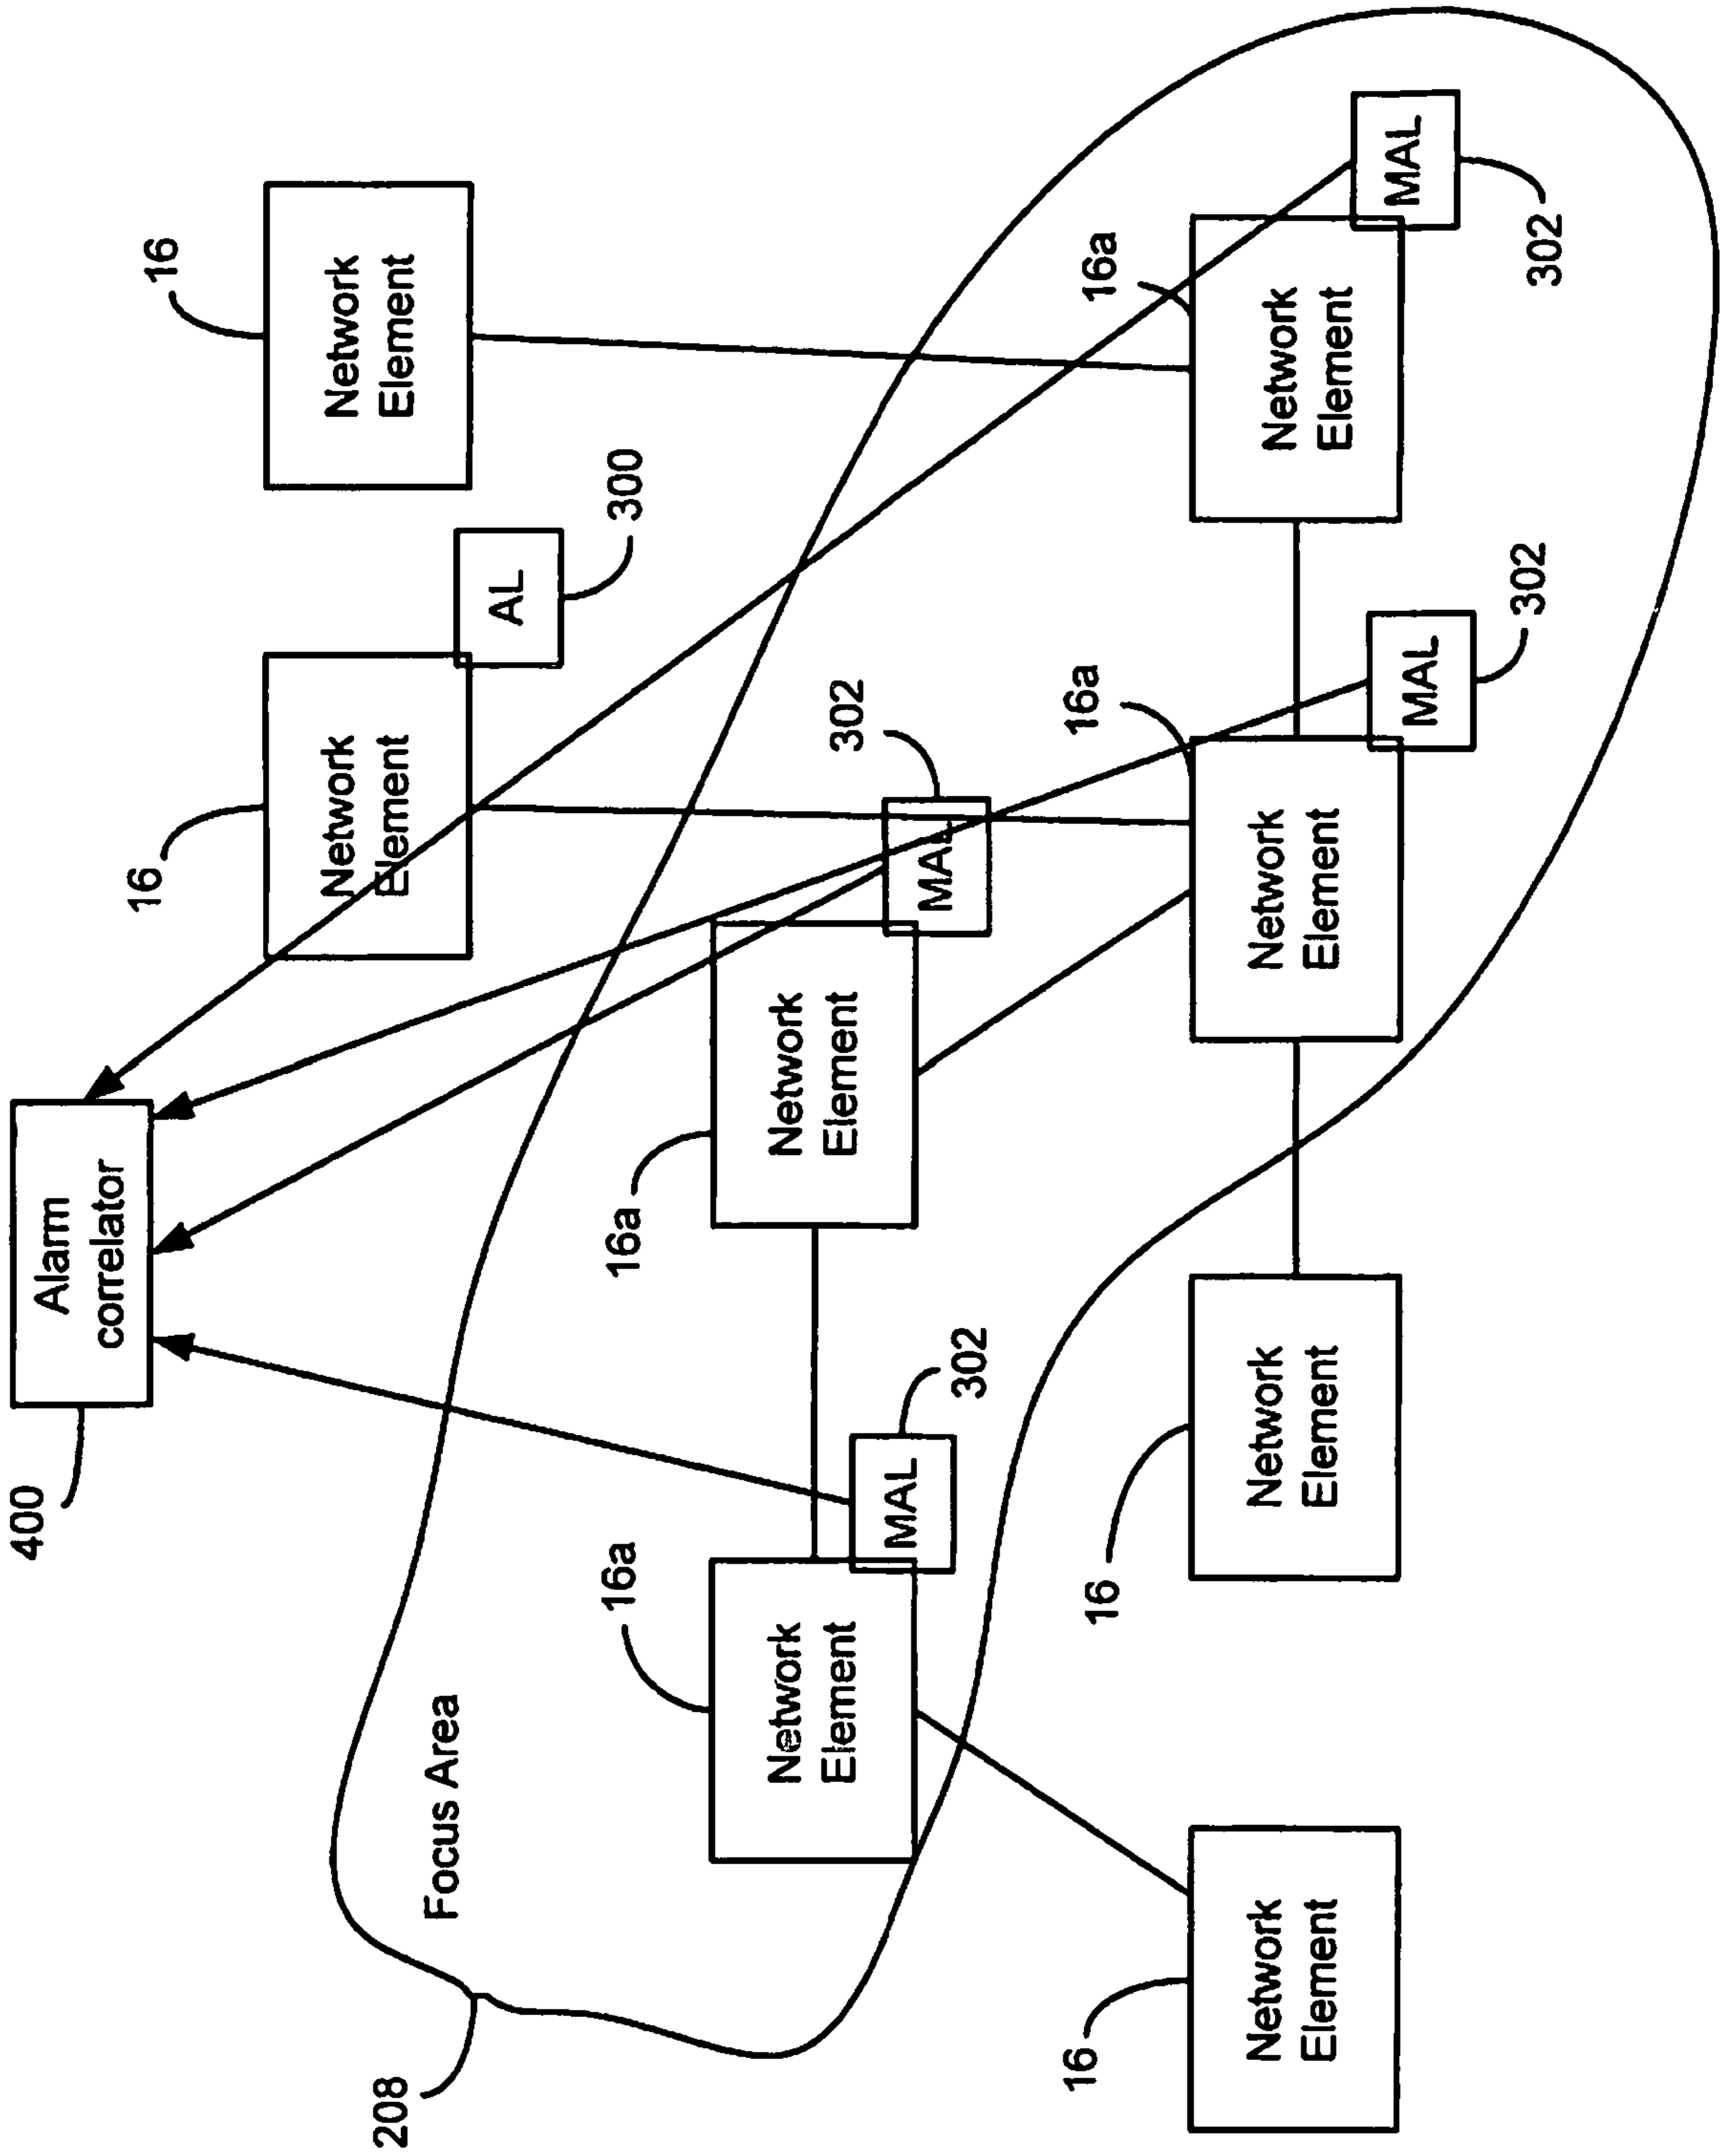 400
Alarm
correlator
16
Network
Element
16
Network
Element
AL
300
208
Focus Area
16a
Network
Element
MAL
302
16a
Network
Element
MAL
302
16
Network
Element
16
Network
Element
16a
Network
Element
MAL
302
16a
Network
Element
MAL
302